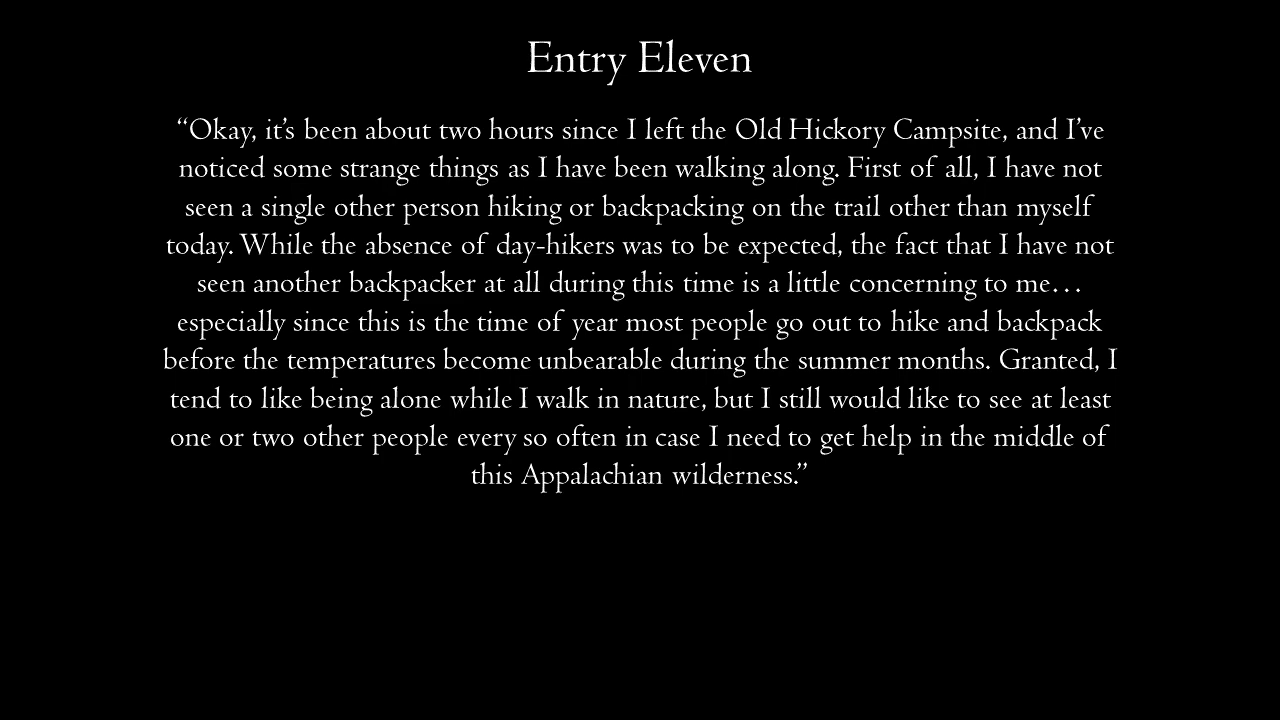 Entry Eleven
“Okay, it’s been about two hours since I left the Old Hickory Campsite, and I’ve
noticed some strange things as I have been walking along. First of all, I have not
seen a single other person hiking or backpacking on the trail other than myself
today. While the absence of day-hikers was to be expected, the fact that I have not
seen another backpacker at all during this time is a little concerning to me…
especially since this is the time of year most people go out to hike and backpack
before the temperatures become unbearable during the summer months. Granted, I
tend to like being alone while I walk in nature, but I still would like to see at least
one or two other people every so often in case I need to get help in the middle of
this Appalachian wilderness.”